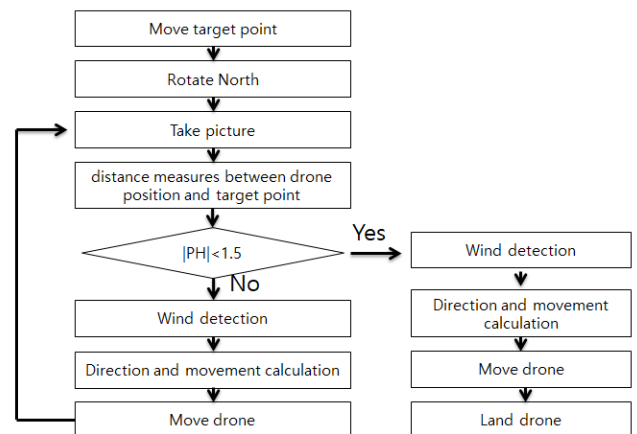 Move target point
Rotate North
Take picture
distance measures between drone
position and target point
|PH|<1.5
Yes
No
Wind detection
Direction and movement calculation
Move drone
Wind detection
Direction and movement
calculation
Move drone
Land drone